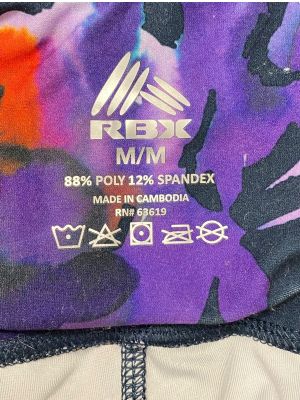 RBX
M/M
88% POLY 12% SPANDEX
MADE IN CAMBODIA
RN# 63619